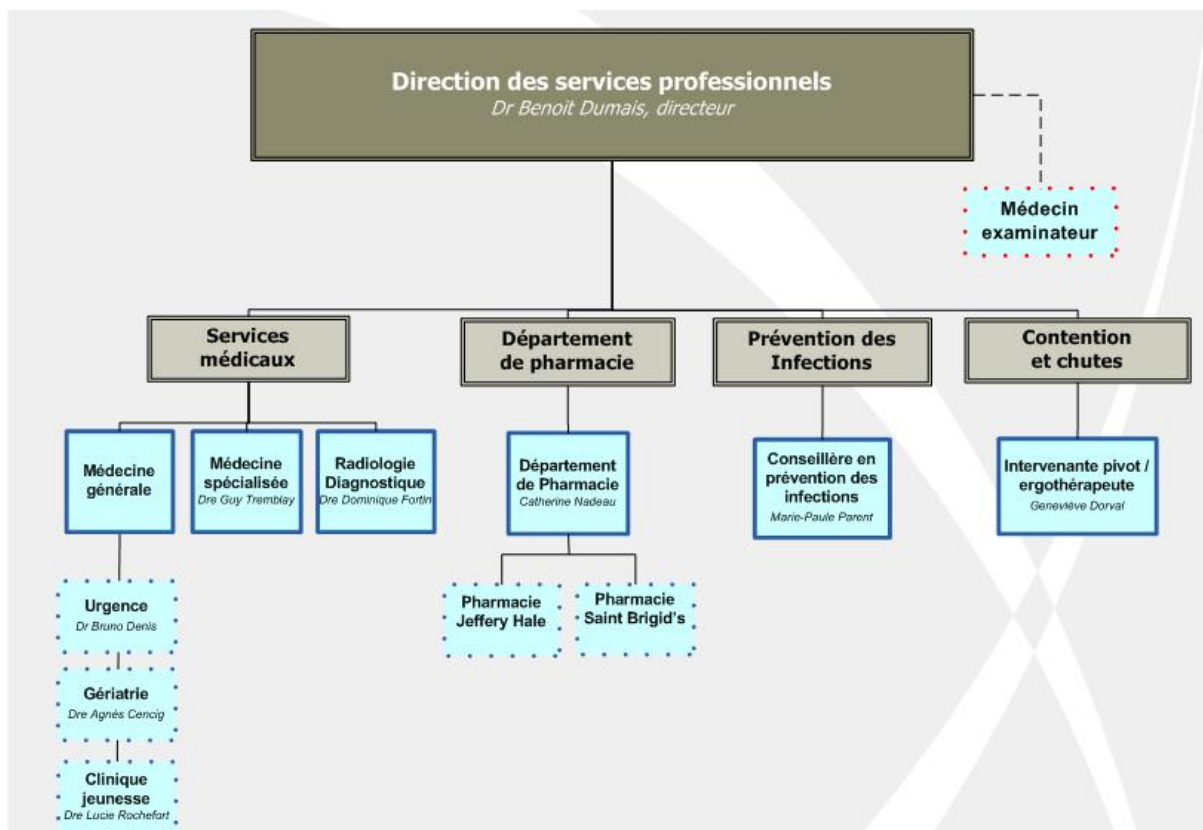 Direction des services professionnels
Dr Benoit Dumais, directeur
Médecin
examinateur
Services
médicaux
Département
de pharmacie
Prévention des
Infections
Contention
et chutes
Médecine
générale
Médecine
spécialisée
Dre Guy Tremblay
Radiologie
Diagnostique
Dre Dominique Fortin
Département
de Pharmacie
Catherine Nadeau
Conseillère en
prévention des
infections
Marie-Paule Parent
Intervenante pivot /
ergothérapeute
Geneviève Dorval
Urgence
Dr Bruno Denis
Gériatrie
Dre Agnés Cencig
Clinique
jeunesse
Dre Lucie Rochefort
Pharmacie
Jeffery Hale
Pharmacie
Saint Brigid's